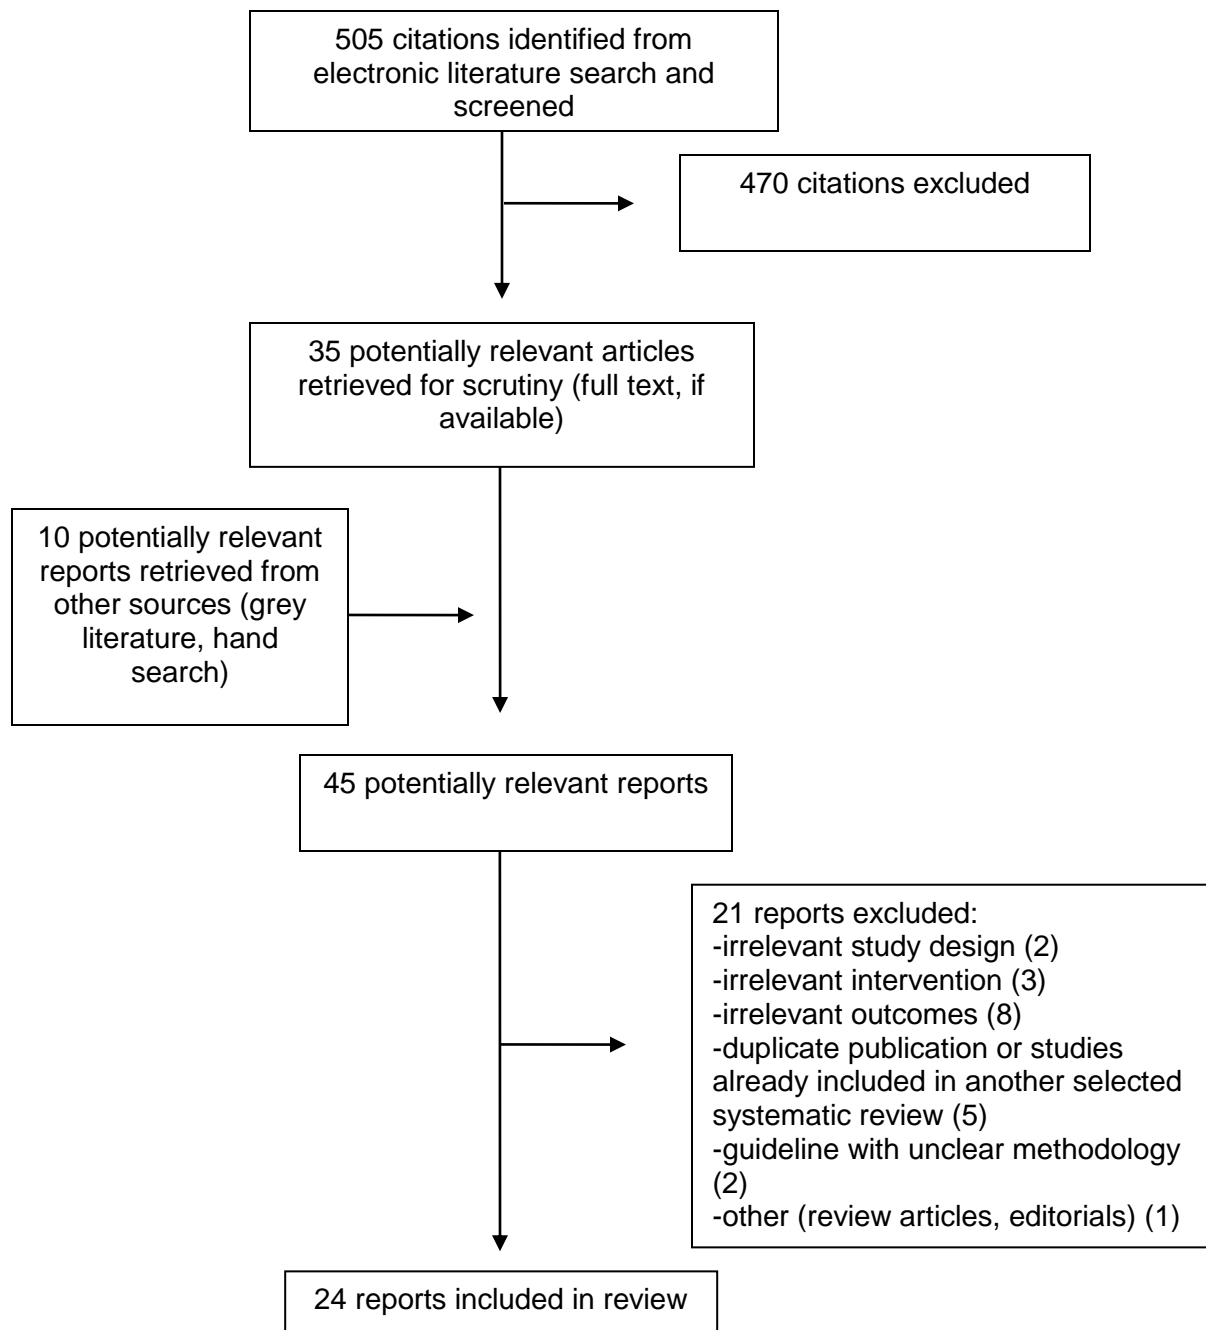 505 citations identified from
electronic literature search and
screened
470 citations excluded
35 potentially relevant articles
retrieved for scrutiny (full text, if
available)
10 potentially relevant
reports retrieved from
other sources (grey
literature, hand
search)
45 potentially relevant reports
21 reports excluded:
-irrelevant study design (2)
-irrelevant intervention (3)
-irrelevant outcomes (8)
-duplicate publication or studies
already included in another selected
systematic review (5)
-guideline with unclear methodology
(2)
-other (review articles, editorials) (1)
24 reports included in review